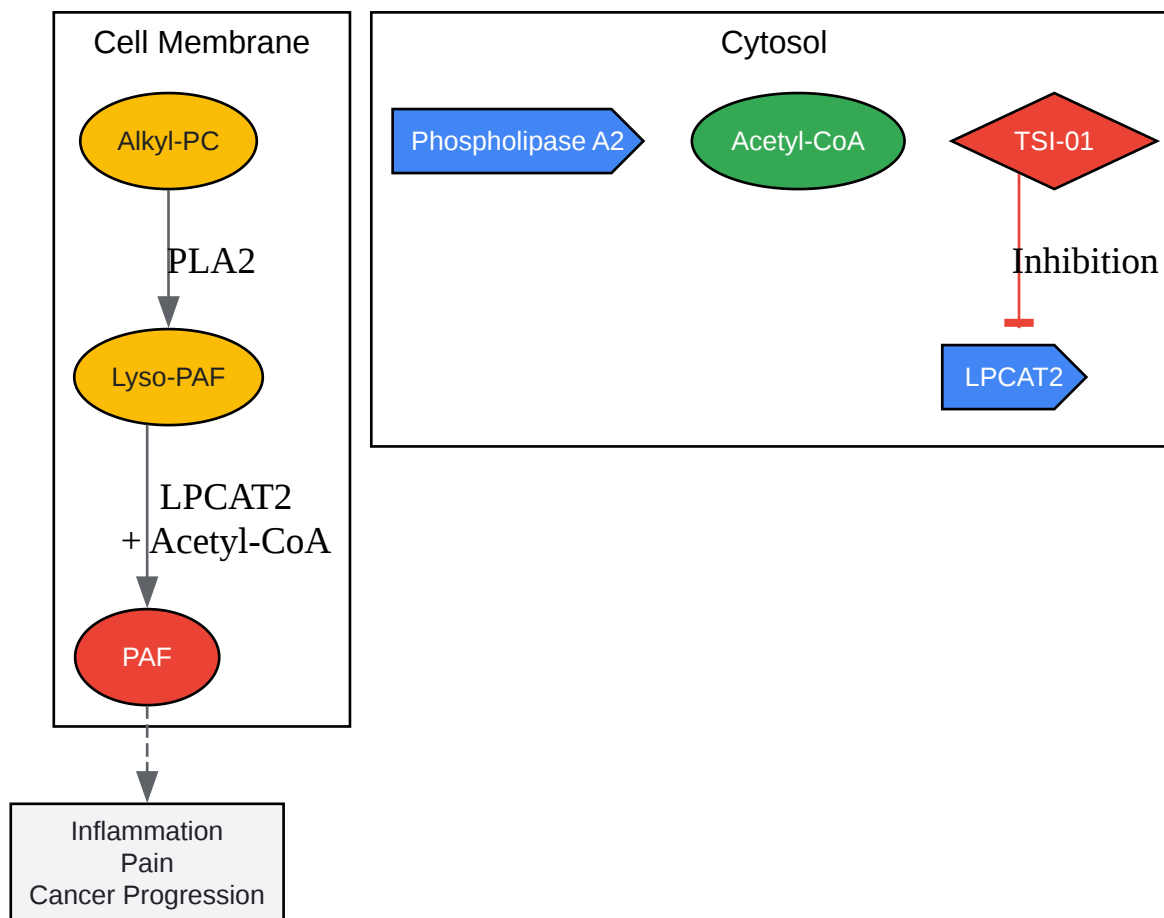 Cell Membrane
Alkyl-PC
PLA2
Lyso-PAF
LPCAT2
+ Acetyl-CoA
PAF
Inflammation
Pain
Cancer Progression
Cytosol
Phospholipase A2
Acetyl-CoA
TSI-01
Inhibition
LPCAT2